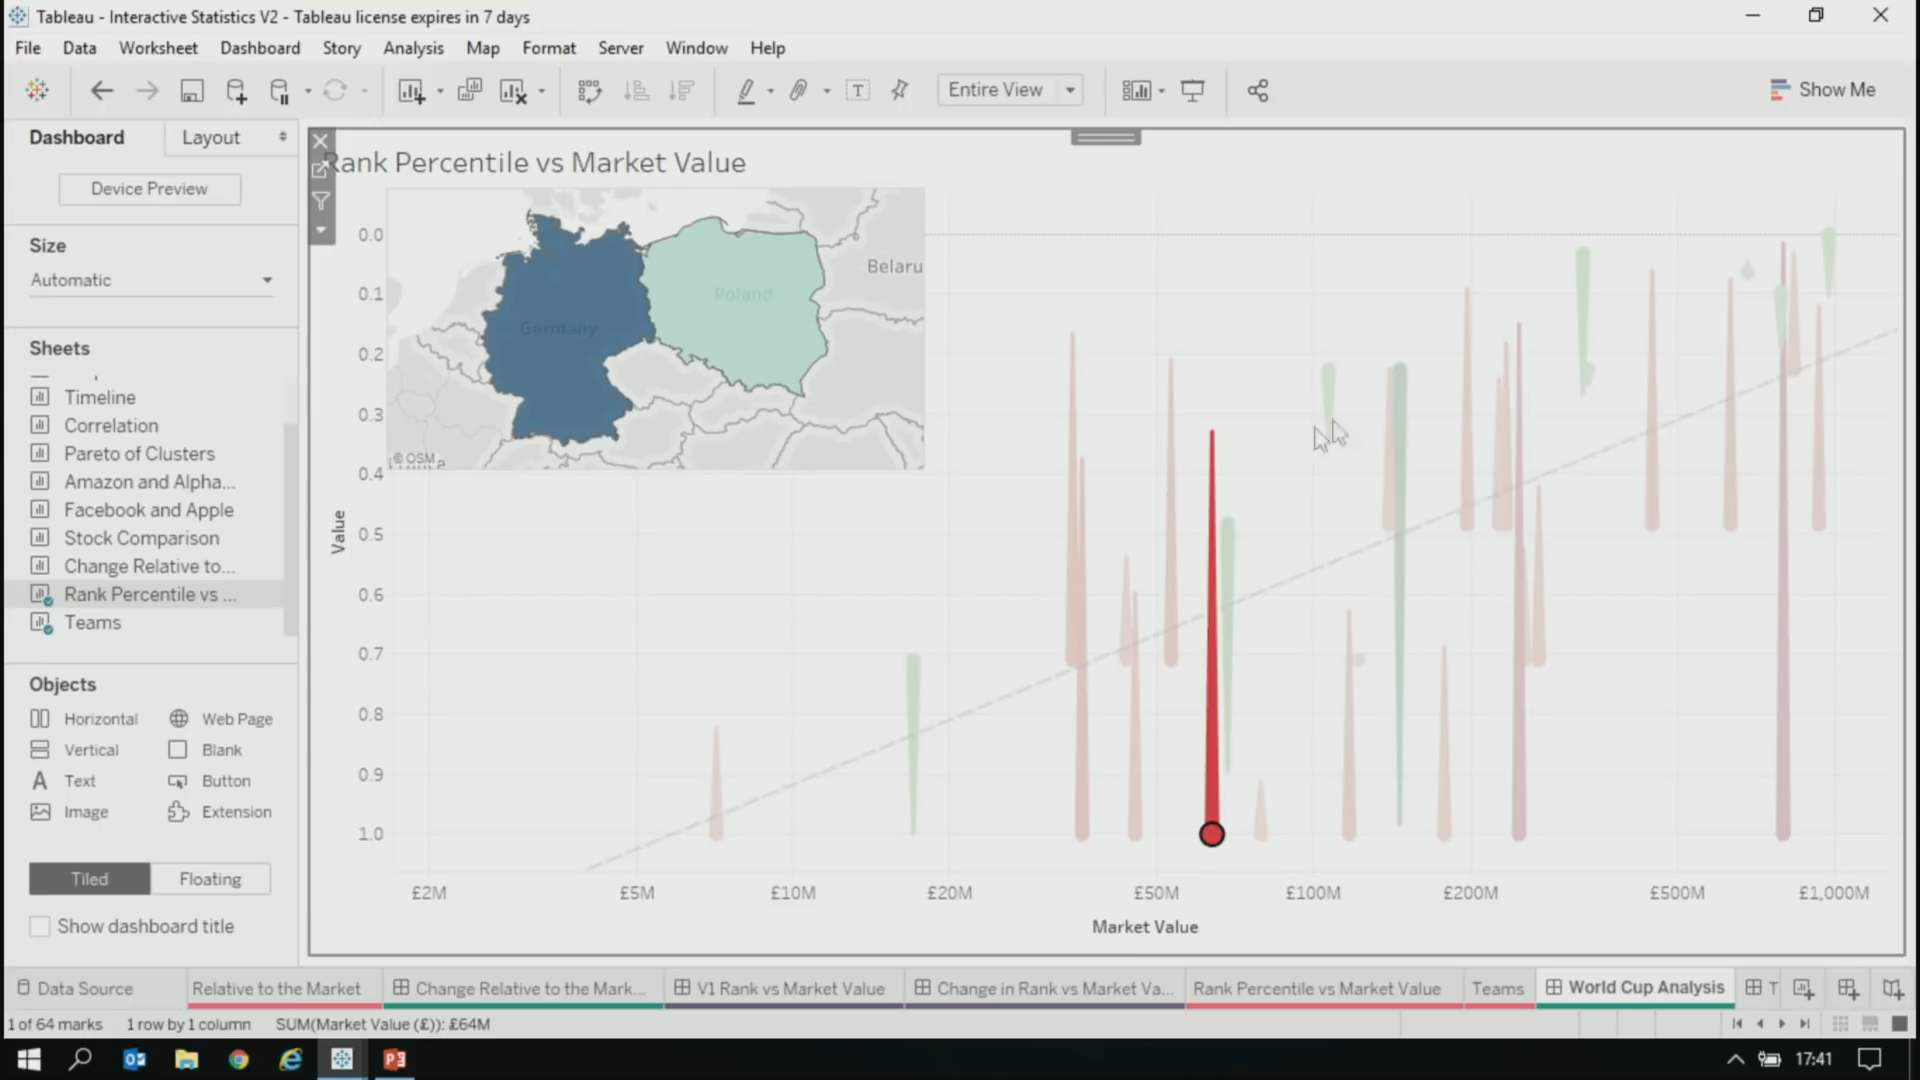 Tableau - Interactive Statistics V2 - Tableau license expires in 7 days
File Data Worksheet Dashboard Story Analysis Map Format Server Window Help
Entire View
Show Me
Dashboard
Layout
Device Preview
Size
Automatic
Sheets
Timeline
Correlation
Pareto of Clusters
Amazon and Alpha...
Facebook and Apple
Stock Comparison
Change Relative to...
Rank Percentile vs ...
Teams
Objects
Horizontal Web Page
Vertical Blank
Text Button
Image Extension
Tiled Floating
Show dashboard title
Rank Percentile vs Market Value
Belaru
Poland
Germany
© OSM
Value
0.0
0.1
0.2
0.3
0.4
0.5
0.6
0.7
0.8
0.9
1.0
£2M £5M £10M £20M £50M £100M £200M £500M £1,000M
Market Value
Data Source Relative to the Market Change Relative to the Mark... V1 Rank vs Market Value Change in Rank vs Market Va... Rank Percentile vs Market Value Teams World Cup Analysis T
1 of 64 marks 1 row by 1 column SUM(Market Value (£)): £64M
17:41